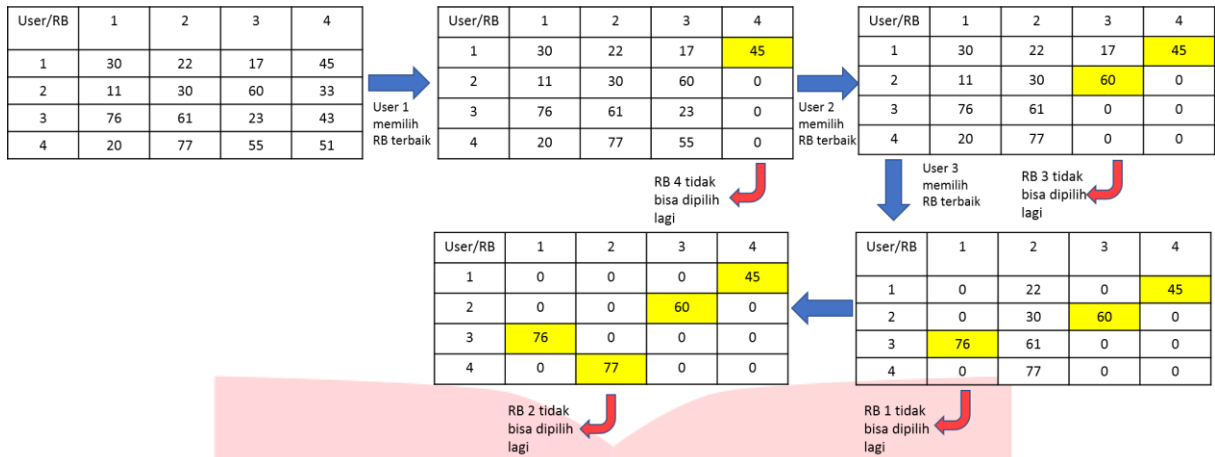 User/RB 1 2 3 4
1 30 22 17 45
2 11 30 60 33
3 76 61 23 43
4 20 77 55 51
User 1
memilih
RB terbaik
User/RB 1 2 3 4
1 30 22 17 45
2 11 30 60 0
3 76 61 23 0
4 20 77 55 0
RB 4 tidak
bisa dipilih
lagi
User 2
memilih
RB terbaik
User/RB 1 2 3 4
1 30 22 17 45
2 11 30 60 0
3 76 61 0 0
4 20 77 0 0
RB 3 tidak
bisa dipilih
lagi
User 3
memilih
RB terbaik
User/RB 1 2 3 4
1 0 22 0 45
2 0 30 60 0
3 76 61 0 0
4 0 77 0 0
RB 1 tidak
bisa dipilih
lagi
User/RB 1 2 3 4
1 0 0 0 45
2 0 0 60 0
3 76 0 0 0
4 0 77 0 0
RB 2 tidak
bisa dipilih
lagi